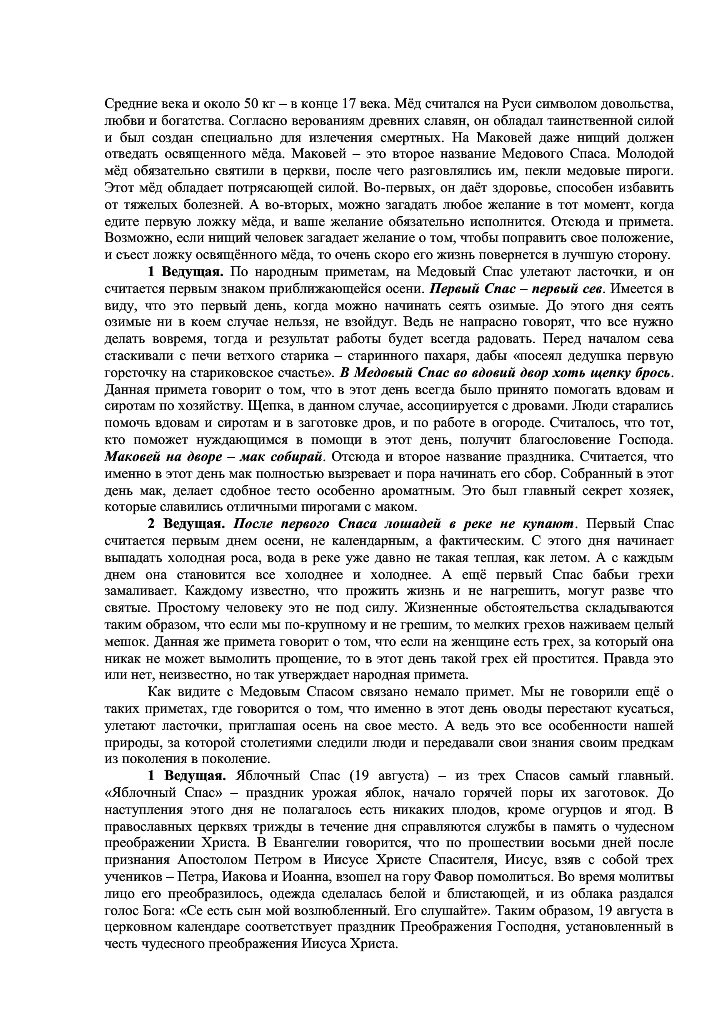 Средние века и около 50 кг – в конце 17 века. Мёд считался на Руси символом довольства,
любви и богатства. Согласно верованиям древних славян, он обладал таинственной силой
и был создан специально для излечения смертных. На Маковей даже нищий должен
отведать освященного мёда. Маковей – это второе название Медового Спаса. Молодой
мёд обязательно святили в церкви, после чего разговлялись им, пекли медовые пироги.
Этот мёд обладает потрясающей силой. Во-первых, он даёт здоровье, способен избавить
от тяжелых болезней. А во-вторых, можно загадать любое желание в тот момент, когда
едите первую ложку мёда, и ваше желание обязательно исполнится. Отсюда и примета.
Возможно, если нищий человек загадает желание о том, чтобы поправить свое положение,
и съест ложку освящённого мёда, то очень скоро его жизнь повернется в лучшую сторону.
1 Ведущая. По народным приметам, на Медовый Спас улетают ласточки, и он
считается первым знаком приближающейся осени. Первый Спас – первый сев. Имеется в
виду, что это первый день, когда можно начинать сеять озимые. До этого дня сеять
озимые ни в коем случае нельзя, не взойдут. Ведь не напрасно говорят, что все нужно
делать вовремя, тогда и результат работы будет всегда радовать. Перед началом сева
стаскивали с печи ветхого старика – старинного пахаря, дабы «посеял дедушка первую
горсточку на стариковское счастье». В Медовый Спас во вдовий двор хоть щепку брось.
Данная примета говорит о том, что в этот день всегда было принято помогать вдовам и
сиротам по хозяйству. Щепка, в данном случае, ассоциируется с дровами. Люди старались
помочь вдовам и сиротам и в заготовке дров, и по работе в огороде. Считалось, что тот,
кто поможет нуждающимся в помощи в этот день, получит благословение Господа.
Маковей на дворе – мак собирай. Отсюда и второе название праздника. Считается, что
именно в этот день мак полностью вызревает и пора начинать его сбор. Собранный в этот
день мак, делает сдобное тесто особенно ароматным. Это был главный секрет хозяек,
которые славились отличными пирогами с маком.
2 Ведущая. После первого Спаса лошадей в реке не купают. Первый Спас
считается первым днем осени, не календарным, а фактическим. С этого дня начинает
выпадать холодная роса, вода в реке уже давно не такая теплая, как летом. А с каждым
днем она становится все холоднее и холоднее. А ещё первый Спас бабьи грехи
замаливает. Каждому известно, что прожить жизнь и не нагрешить, могут разве что
святые. Простому человеку это не под силу. Жизненные обстоятельства складываются
таким образом, что если мы по-крупному и не грешим, то мелких грехов наживаем целый
мешок. Данная же примета говорит о том, что если на женщине есть грех, за который она
никак не может вымолить прощение, то в этот день такой грех ей простится. Правда это
или нет, неизвестно, но так утверждает народная примета.
Как видите с Медовым Спасом связано немало примет. Мы не говорили ещё о
таких приметах, где говорится о том, что именно в этот день оводы перестают кусаться,
улетают ласточки, приглашая осень на свое место. А ведь это все особенности нашей
природы, за которой столетиями следили люди и передавали свои знания своим предкам
из поколения в поколение.
1 Ведущая. Яблочный Спас (19 августа) – из трех Спасов самый главный.
«Яблочный Спас» – праздник урожая яблок, начало горячей поры их заготовок. До
наступления этого дня не полагалось есть никаких плодов, кроме огурцов и ягод. В
православных церквях трижды в течение дня справляются службы в память о чудесном
преображении Христа. В Евангелии говорится, что по прошествии восьми дней после
признания Апостолом Петром в Иисусе Христе Спасителя, Иисус, взяв с собой трех
учеников – Петра, Иакова и Иоанна, взошел на гору Фавор помолиться. Во время молитвы
лицо его преобразилось, одежда сделалась белой и блистающей, и из облака раздался
голос Бога: «Се есть сын мой возлюбленный. Его слушайте». Таким образом, 19 августа в
церковном календаре соответствует праздник Преображения Господня, установленный в
честь чудесного преображения Иисуса Христа.